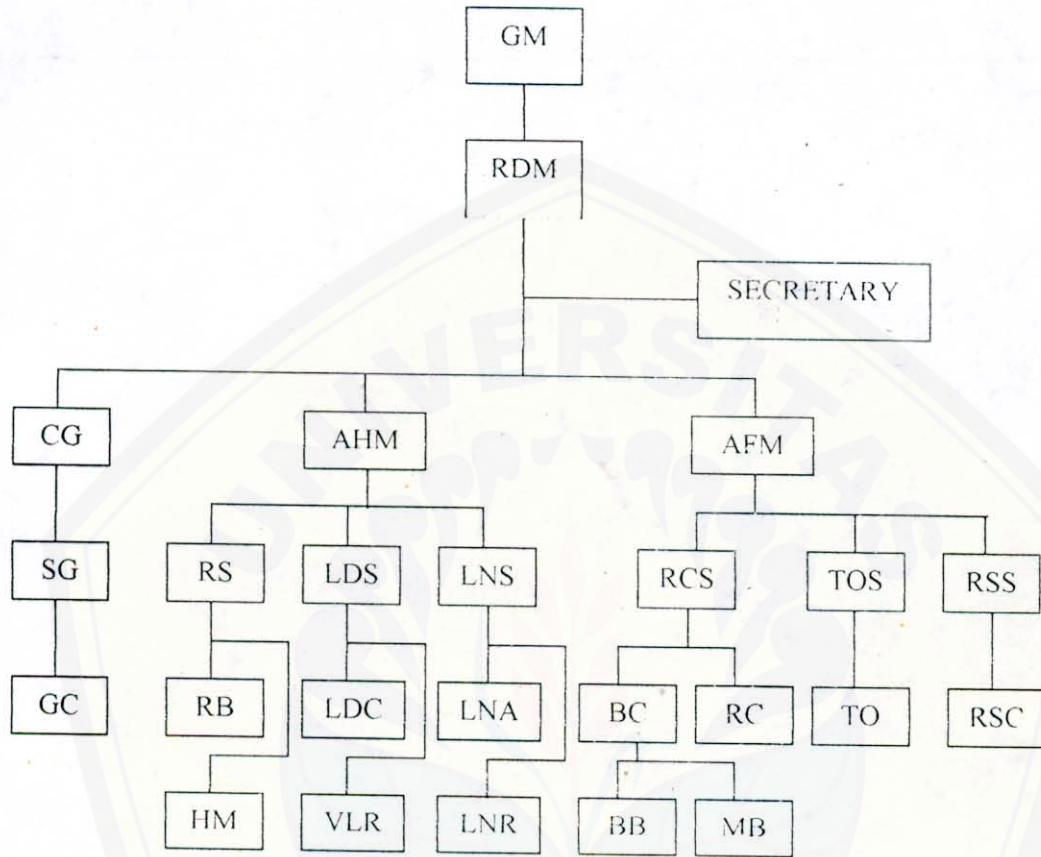 GM
RDM
SECRETARY
UNIVERSITAS
CG
AHM
AFM
SG
RS
LDS
LNS
RCS
TOS
RSS
GC
RB
LDC
LNA
BC
RC
TO
RSC
HM
VLR
LNR
BB
MB